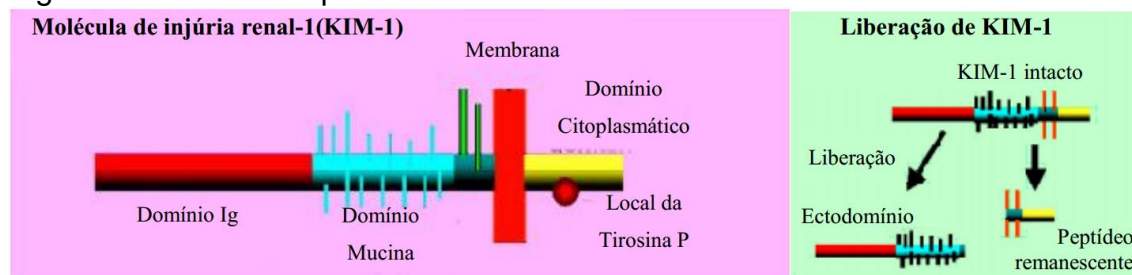 Molécula de injúria renal-1(KIM-1)
Membrana
Domínio
Citoplasmático
Domínio Ig
Domínio
Mucina
Local da
Tirosina P
Liberação de KIM-1
KIM-1 intacto
Liberação
Ectodomínio
Peptídeo
remanescente